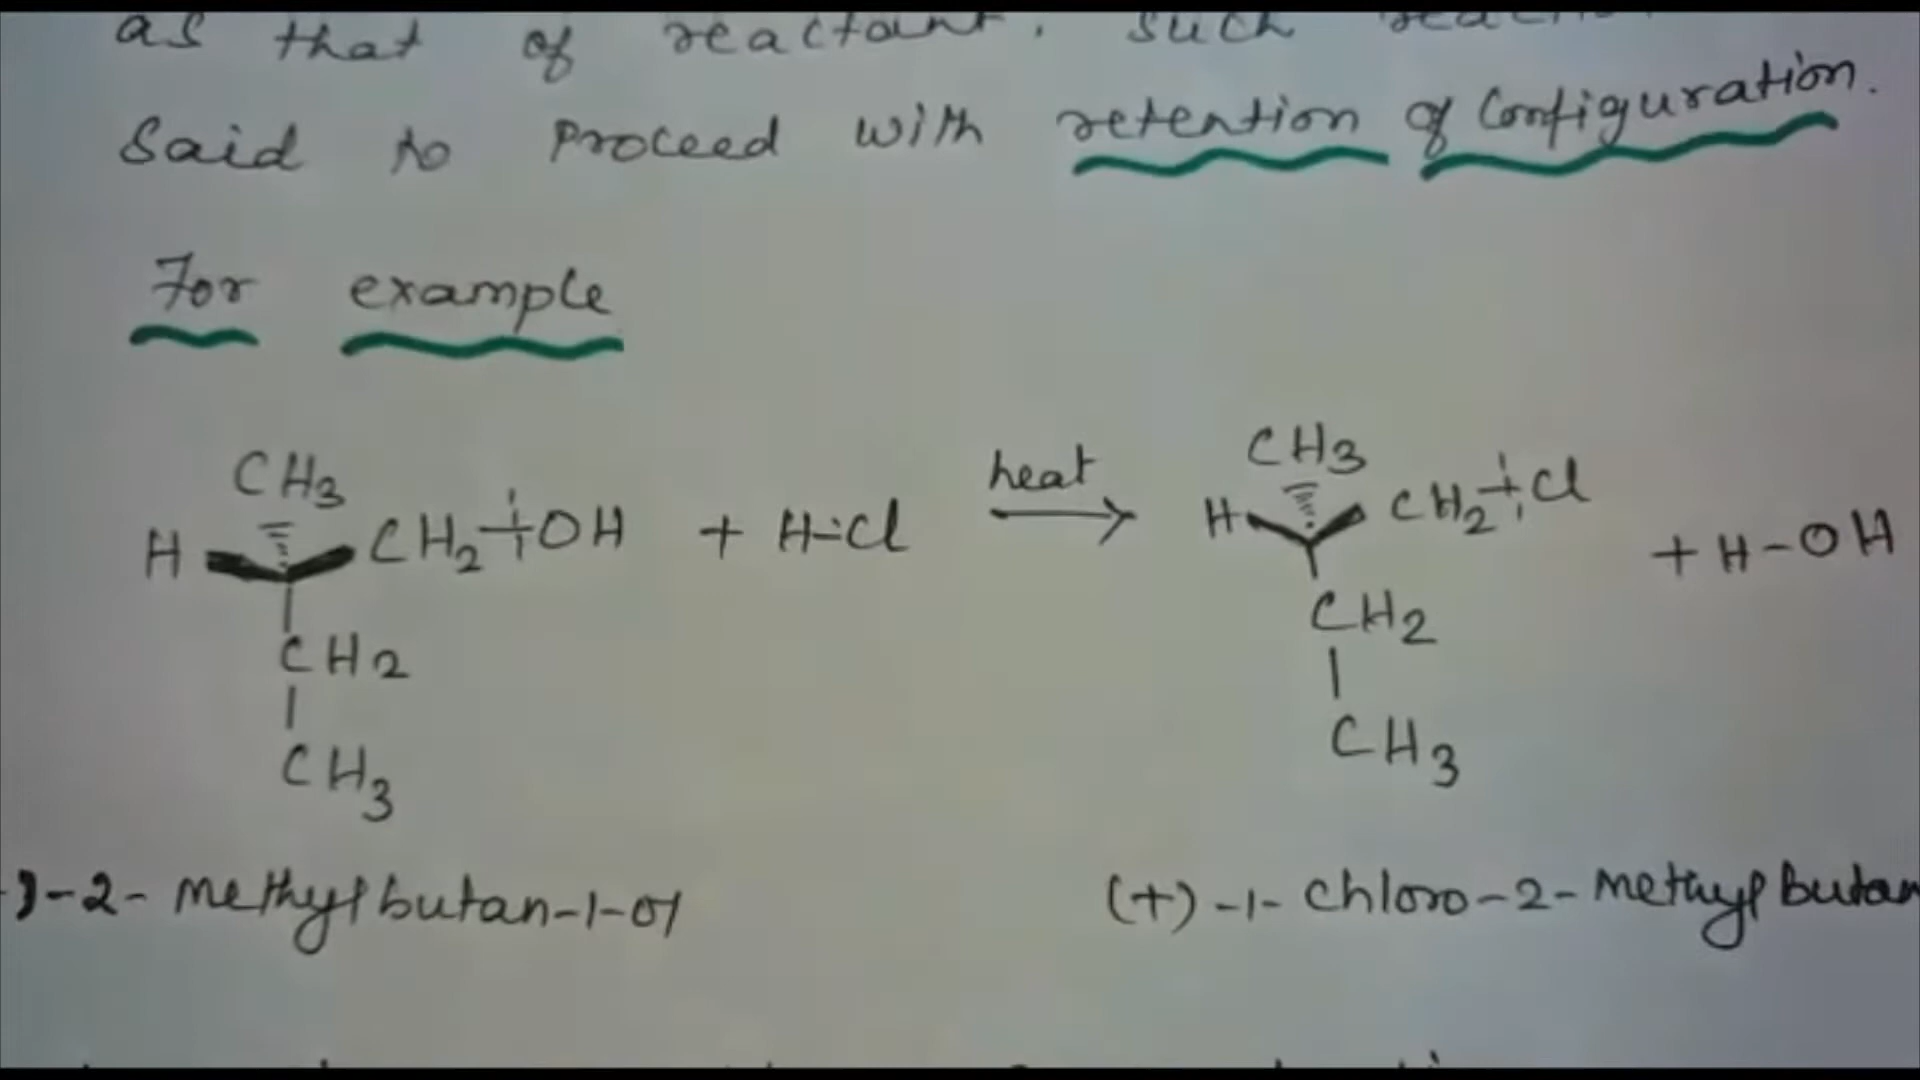 as that of reactant. Such
Said to Proceed with retention of Configuration.
For example
CH3 CH3
H CH2+OH + H-Cl heat → H CH2+Cl + H-OH
CH2 CH2
CH3 CH3
)-2-methylbutan-1-ol (+)-1-chloro-2-methylbutan